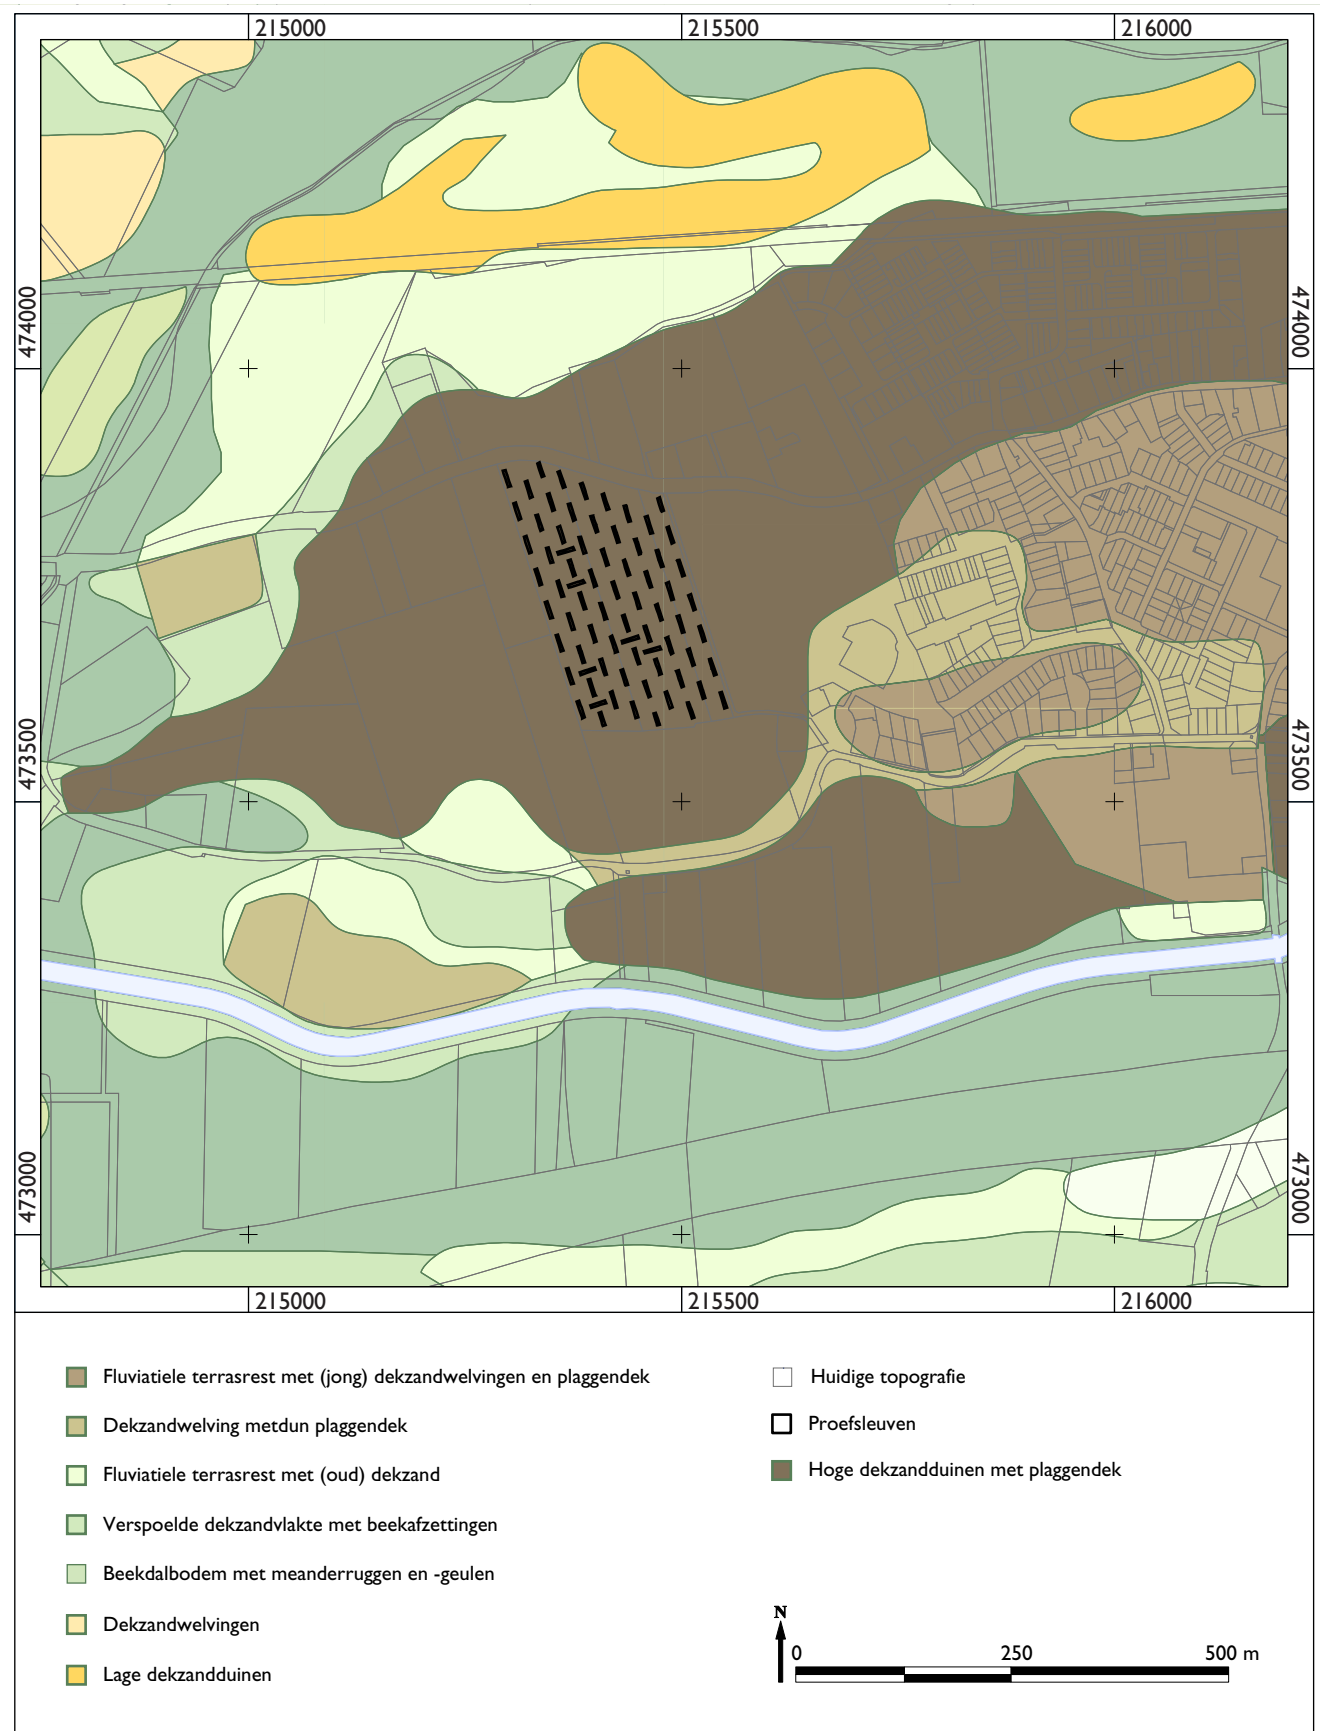 215000 215500 216000
474000 474000
473500 473500
473000 473000
215000 215500 216000
Fluviatiele terrasrest met (jong) dekzandwelvingen en plaggendek
Dekzandwelving metdun plaggendek
Fluviatiele terrasrest met (oud) dekzand
Verspoelde dekzandvlakte met beekafzettingen
Beekdalbodem met meanderruggen en -geulen
Dekzandwelvingen
Lage dekzandduinen
Huidige topografie
Proefsleuven
Hoge dekzandduinen met plaggendek
N
0 250 500 m